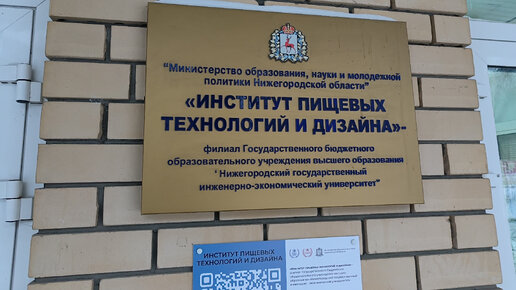 "Министерство образования, науки и молодежной
политики Нижегородской области"
«ИНСТИТУТ ПИЩЕВЫХ
ТЕХНОЛОГИЙ И ДИЗАЙНА»-
филиал Государственного бюджетного
образовательного учреждения высшего образования
"Нижегородский государственный
инженерно-экономический университет"
ИНСТИТУТ ПИЩЕВЫХ
ТЕХНОЛОГИЙ И ДИЗАЙНА